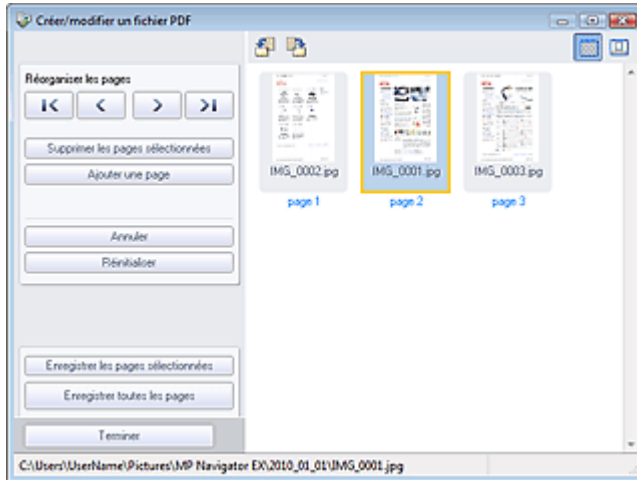 Créer/modifier un fichier PDF
Réorganiser les pages
Supprimer les pages sélectionnées
Ajouter une page
Annuler
Réinitialiser
Enregistrer les pages sélectionnées
Enregistrer toutes les pages
Terminer
IMG_0002.jpg IMG_0001.jpg IMG_0003.jpg
page 1 page 2 page 3
C:\Users\UserName\Pictures\MP Navigator EX\2010_01_01\IMG_0001.jpg